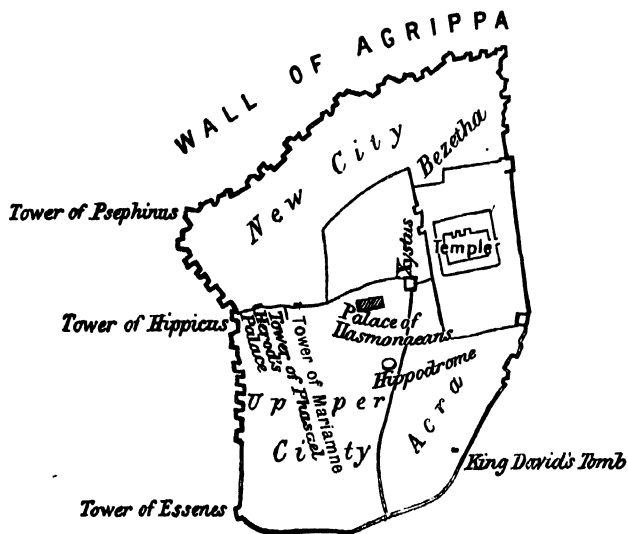 WALL OF AGRIPPA
New City
Bezetha
Tower of Psephinus
Temple
Xystus
Tower of Hippicus
Palace of
Hasmonaeans
Herod's
Palace
Tower of Phasael
Tower of Mariamne
Hippodrome
Upper
City
Acra
King David's Tomb
Tower of Essenes